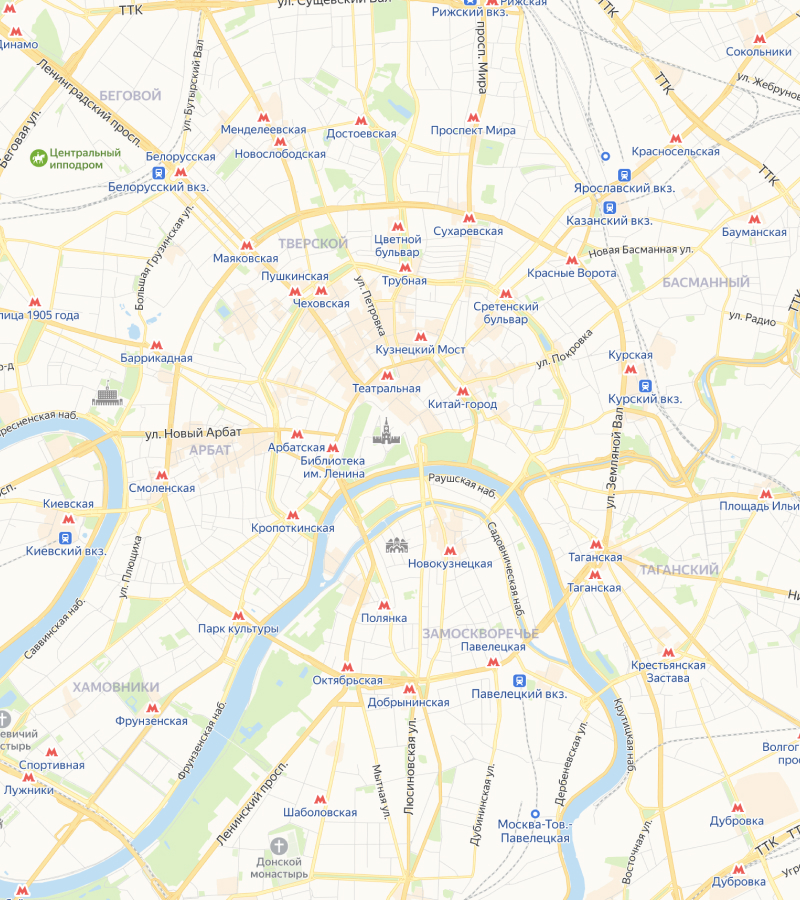 ТТК
ул. Сущёвский Вал
Рижский вкз.
Рижская
Динамо
просп. Мира
Сокольники
ул. Бутырский Вал
Ленинградский просп.
ТТК
БЕГОВОЙ
Беговая ул.
Менделеевская
Достоевская
Проспект Мира
Новослободская
Красносельская
Центральный
ипподром
Белорусская
Белорусский вкз.
ТТК
Ярославский вкз.
Казанский вкз.
Большая Грузинская ул.
Сухаревская
Бауманская
Цветной
бульвар
ТВЕРСКОЙ
Маяковская
Новая Басманная ул.
Красные Ворота
Пушкинская
Трубная
БАСМАННЫЙ
Чеховская
ул. Петровка
Сретенский
бульвар
ТТК
ул. Радио
1905 года
Баррикадная
Кузнецкий Мост
ул. Покровка
Курская
Театральная
Курский вкз.
Китай-город
наб.
ул. Новый Арбат
Арбатская
АРБАТ
Библиотека
им. Ленина
ул. Земляной Вал
Смоленская
Раушская наб.
Киевская
Киевский вкз.
Кропоткинская
Площадь
Садовническая наб.
ул. Плющиха
Новокузнецкая
Таганская
Таганская
ТАГАНСКИЙ
Саввинская наб.
Полянка
Парк культуры
ЗАМОСКВОРЕЧЬЕ
Павелецкая
Крестьянская
Застава
Октябрьская
ХАМОВНИКИ
Павелецкий вкз.
Добрынинская
Фрунзенская
Фрунзенская наб.
Крутицкая наб.
Люсиновская ул.
Дербеневская ул.
Спортивная
Лужники
Ленинский просп.
Мытная ул.
Дубининская ул.
Шаболовская
Москва-Тов.-
Павелецкая
Дубровка
Восточная ул.
ТТК
ТТК
Донской
монастырь
Дубровка